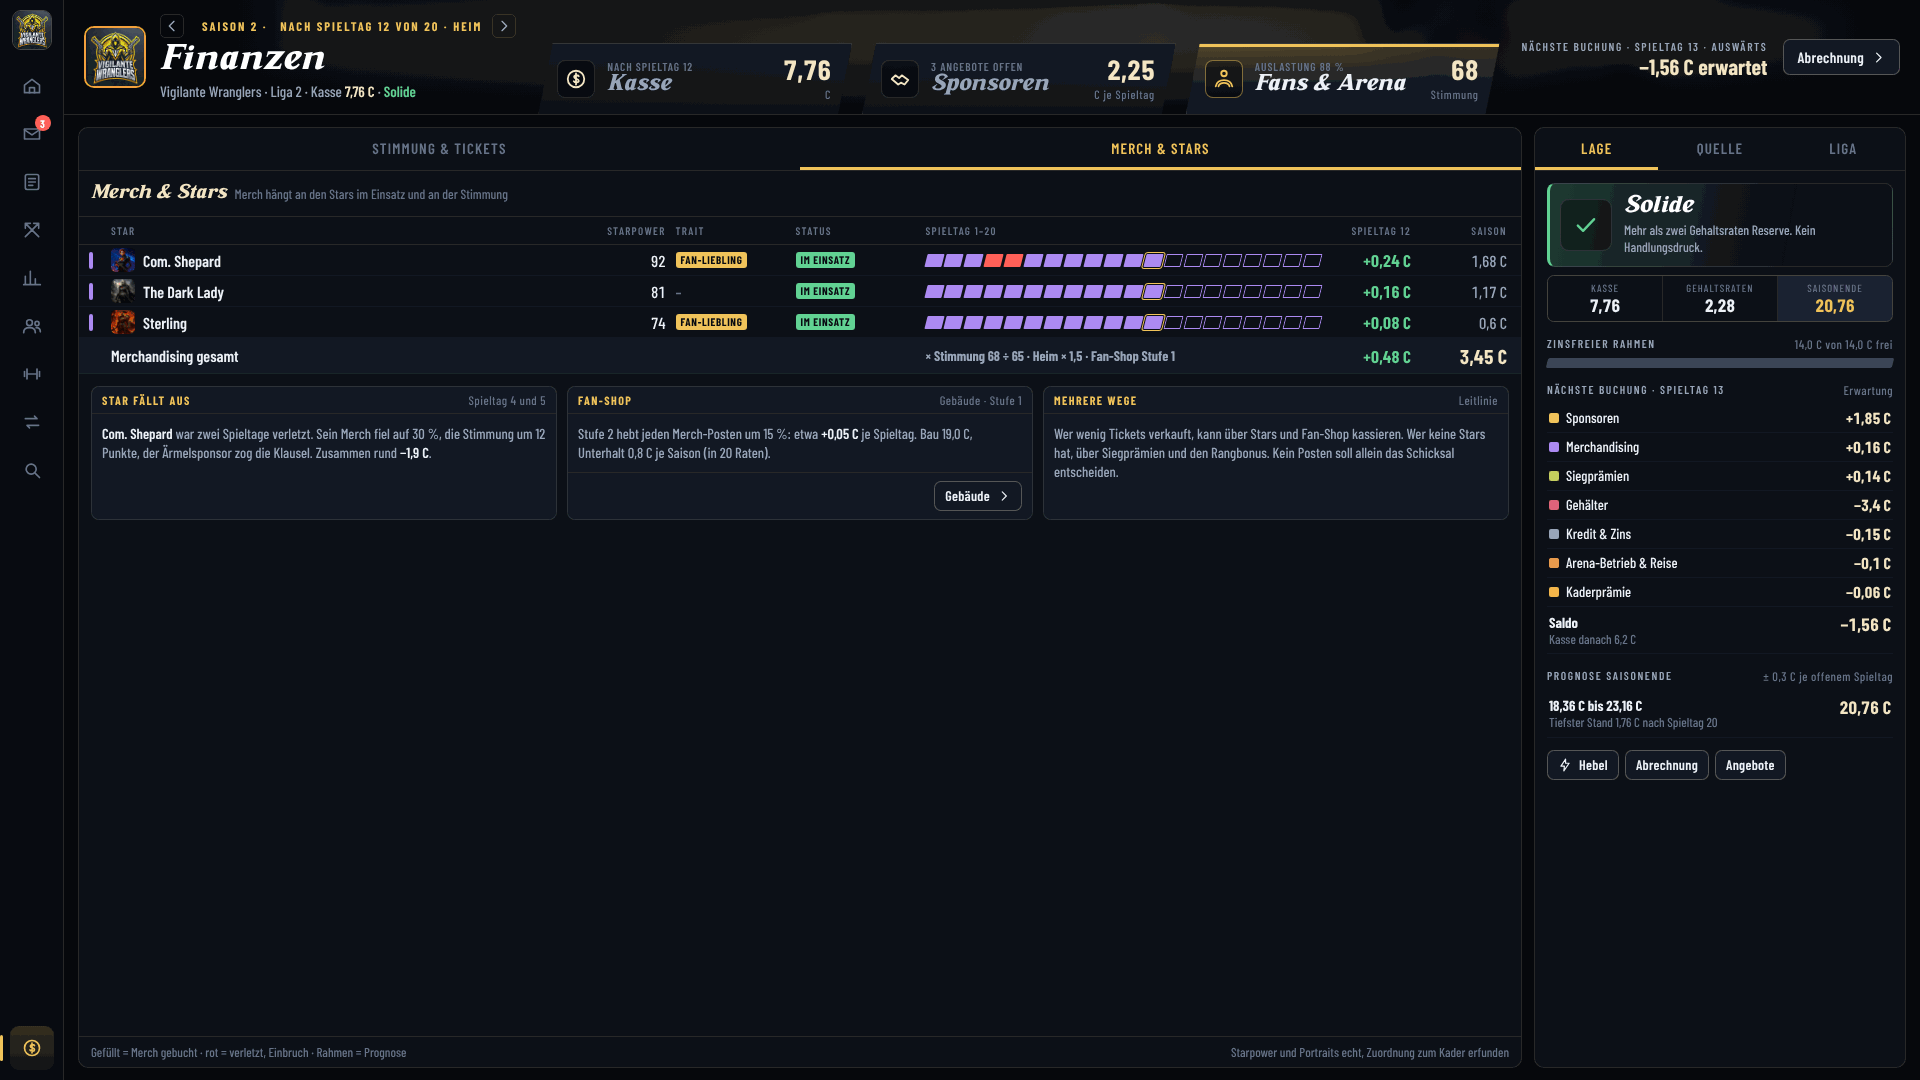 SAISON 2 · NACH SPIELTAG 12 VON 20 · HEIM
Finanzen
Vigilante Wranglers · Liga 2 · Kasse 7,76 C · Solide
NACH SPIELTAG 12
Kasse
7,76
C
3 ANGEBOTE OFFEN
Sponsoren
2,25
C je Spieltag
AUSLASTUNG 88 %
Fans & Arena
68
Stimmung
NÄCHSTE BUCHUNG · SPIELTAG 13 · AUSWÄRTS
−1,56 C erwartet
Abrechnung
VIGILANTE WRANGLERS
3
STIMMUNG & TICKETS
MERCH & STARS
Merch & Stars Merch hängt an den Stars im Einsatz und an der Stimmung
STAR STARPOWER TRAIT STATUS SPIELTAG 1–20 SPIELTAG 12 SAISON
Com. Shepard 92 FAN-LIEBLING IM EINSATZ +0,24 C 1,68 C
The Dark Lady 81 – IM EINSATZ +0,16 C 1,17 C
Sterling 74 FAN-LIEBLING IM EINSATZ +0,08 C 0,6 C
Merchandising gesamt × Stimmung 68 ÷ 65 · Heim × 1,5 · Fan-Shop Stufe 1 +0,48 C 3,45 C
STAR FÄLLT AUS Spieltag 4 und 5
Com. Shepard war zwei Spieltage verletzt. Sein Merch fiel auf 30 %, die Stimmung um 12
Punkte, der Ärmelsponsor zog die Klausel. Zusammen rund −1,9 C.
FAN-SHOP Gebäude · Stufe 1
Stufe 2 hebt jeden Merch-Posten um 15 %: etwa +0,05 C je Spieltag. Bau 19,0 C,
Unterhalt 0,8 C je Saison (in 20 Raten).
Gebäude
MEHRERE WEGE Leitlinie
Wer wenig Tickets verkauft, kann über Stars und Fan-Shop kassieren. Wer keine Stars
hat, über Siegprämien und den Rangbonus. Kein Posten soll allein das Schicksal
entscheiden.
Gefüllt = Merch gebucht · rot = verletzt, Einbruch · Rahmen = Prognose
Starpower und Portraits echt, Zuordnung zum Kader erfunden
LAGE QUELLE LIGA
Solide
Mehr als zwei Gehaltsraten Reserve. Kein
Handlungsdruck.
KASSE GEHALTSRATEN SAISONENDE
7,76 2,28 20,76
ZINSFREIER RAHMEN 14,0 C von 14,0 C frei
NÄCHSTE BUCHUNG · SPIELTAG 13 Erwartung
Sponsoren +1,85 C
Merchandising +0,16 C
Siegprämien +0,14 C
Gehälter −3,4 C
Kredit & Zins −0,15 C
Arena-Betrieb & Reise −0,1 C
Kaderprämie −0,06 C
Saldo −1,56 C
Kasse danach 6,2 C
PROGNOSE SAISONENDE ± 0,3 C je offenem Spieltag
18,36 C bis 23,16 C 20,76 C
Tiefster Stand 1,76 C nach Spieltag 20
Hebel Abrechnung Angebote